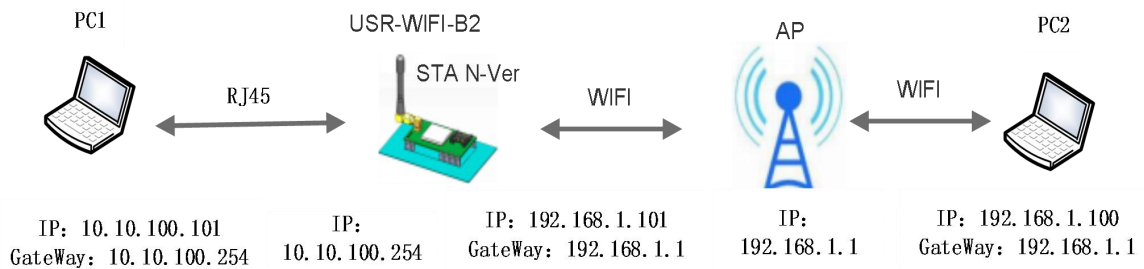 PC1
USR-WIFI-B2
AP
PC2
STA N-Ver
RJ45
WIFI
WIFI
IP: 10.10.100.101
GateWay: 10.10.100.254
IP:
10.10.100.254
IP: 192.168.1.101
GateWay: 192.168.1.1
IP:
192.168.1.1
IP: 192.168.1.100
GateWay: 192.168.1.1